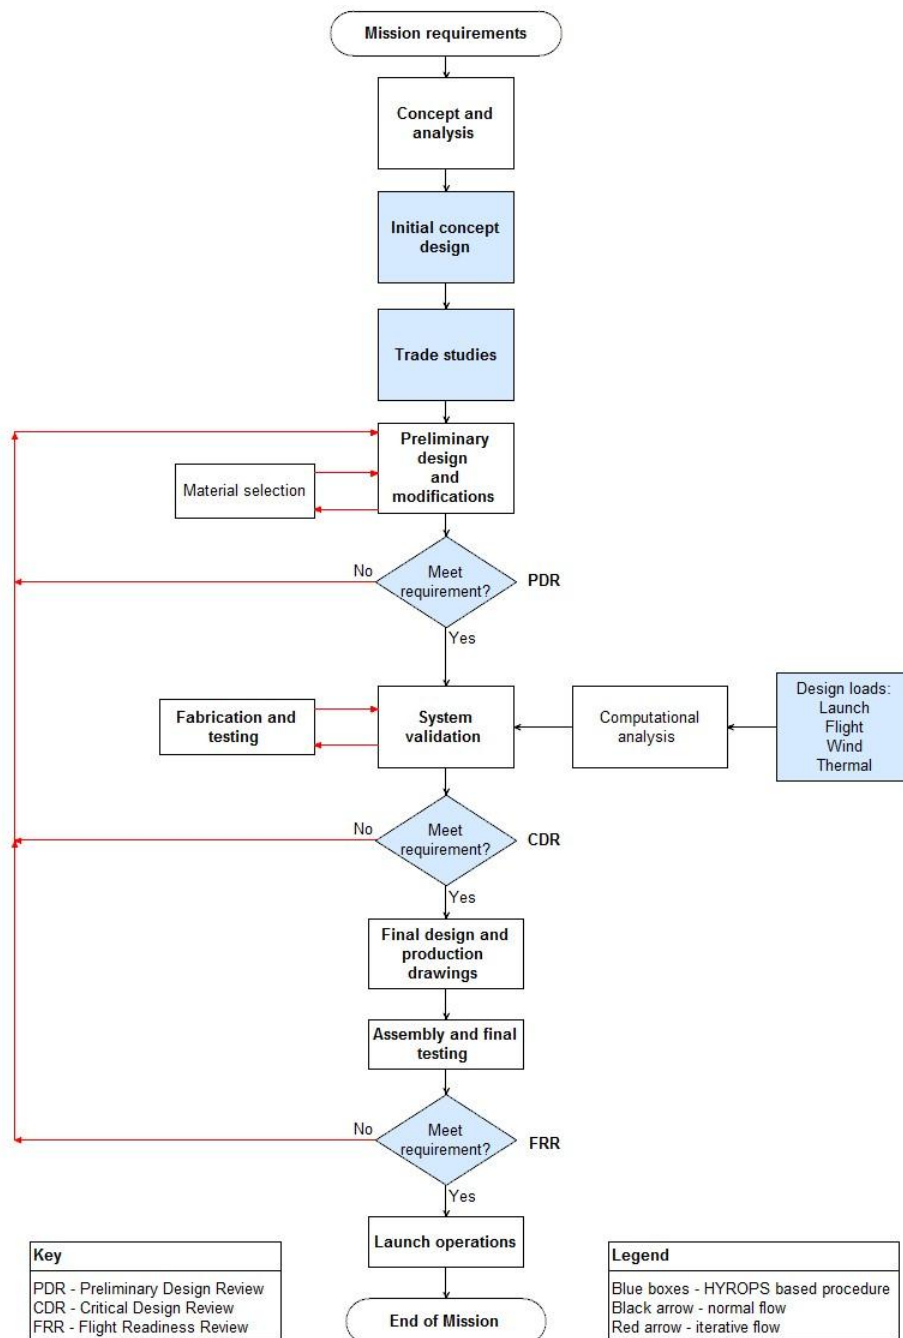 Mission requirements
Concept and
analysis
Initial concept
design
Trade studies
Preliminary
design
and
modifications
Material selection
No
Meet
requirement?
PDR
Yes
Fabrication and
testing
System
validation
Computational
analysis
Design loads:
Launch
Flight
Wind
Thermal
No
Meet
requirement?
CDR
Yes
Final design and
production
drawings
Assembly and final
testing
No
Meet
requirement?
FRR
Yes
Launch operations
End of Mission
Key
PDR - Preliminary Design Review
CDR - Critical Design Review
FRR - Flight Readiness Review
Legend
Blue boxes - HYROPS based procedure
Black arrow - normal flow
Red arrow - iterative flow